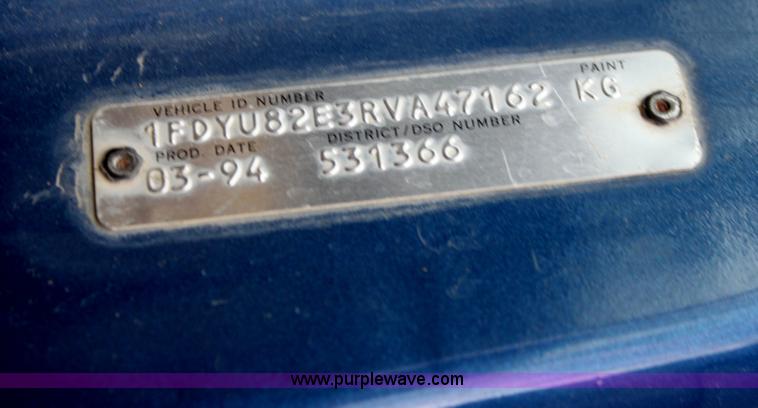 VEHICLE ID. NUMBER PAINT
1FDYU82E3RVA47162 KG
PROD. DATE DISTRICT/DSO NUMBER
03-94 531366
www.purplewave.com